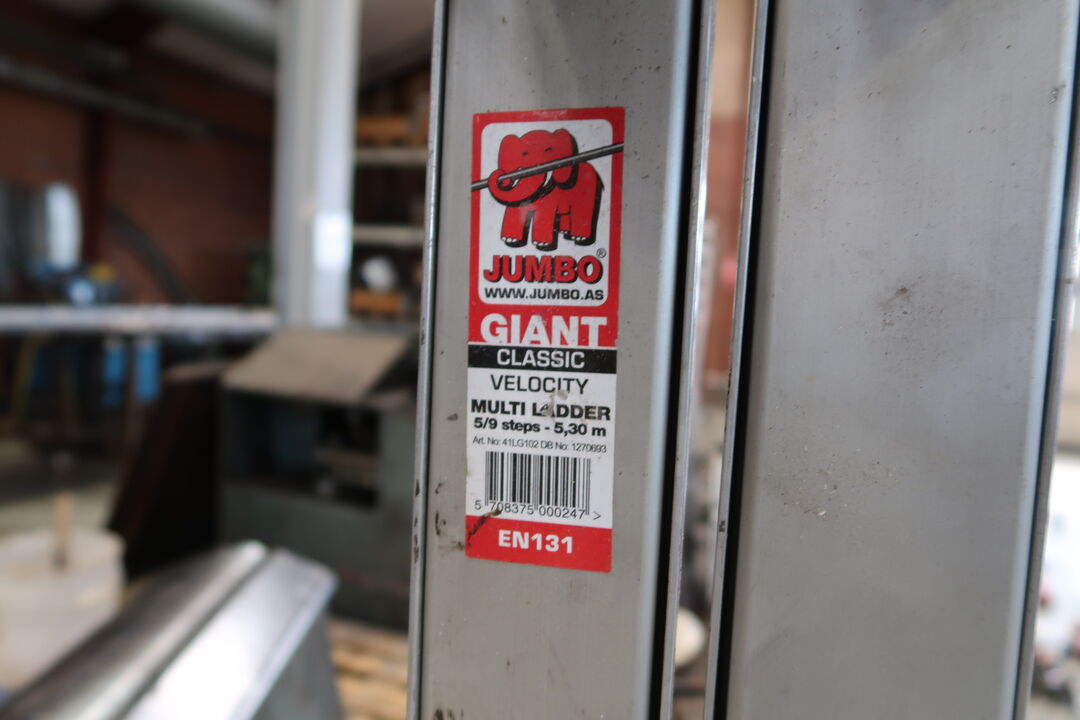 JUMBO®
WWW.JUMBO.AS
GIANT
CLASSIC
VELOCITY
MULTI LADDER
5/9 steps - 5,30 m
Art. No: 41LG102 DB No: 1270693
5 708375 000247 >
EN131